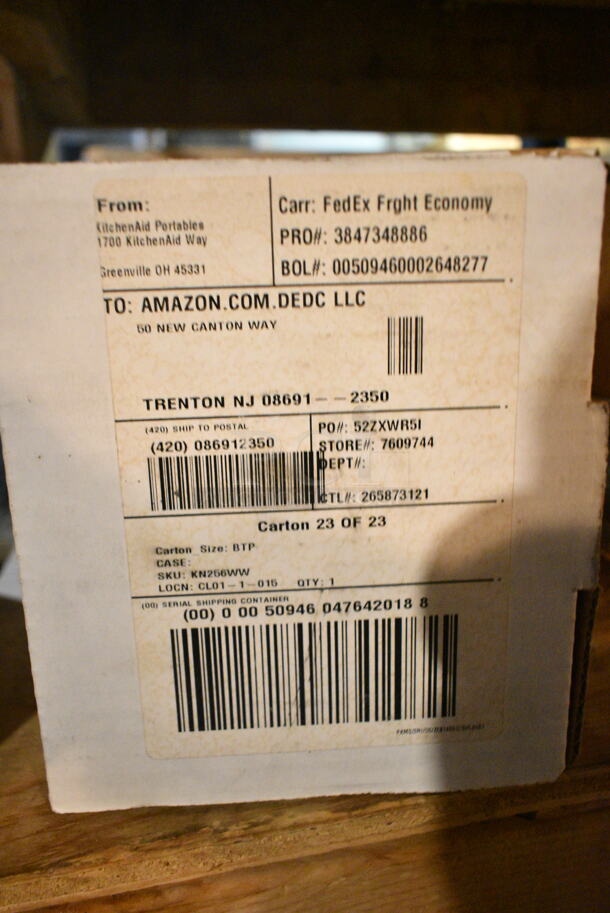 From:
KitchenAid Portables
1700 KitchenAid Way
Greenville OH 45331
Carr: FedEx Frght Economy
PRO#: 3847348886
BOL#: 00509460002648277
TO: AMAZON.COM.DEDC LLC
50 NEW CANTON WAY
TRENTON NJ 08691--2350
(420) SHIP TO POSTAL
(420) 086912350
PO#: 52ZXWR5I
STORE#: 7609744
DEPT#:
CTL#: 265873121
Carton 23 OF 23
Carton Size: BTP
CASE:
SKU: KN256WW
LOCN: CL01-1-015 QTY: 1
(00) SERIAL SHIPPING CONTAINER
(00) 0 00 50946 047642018 8